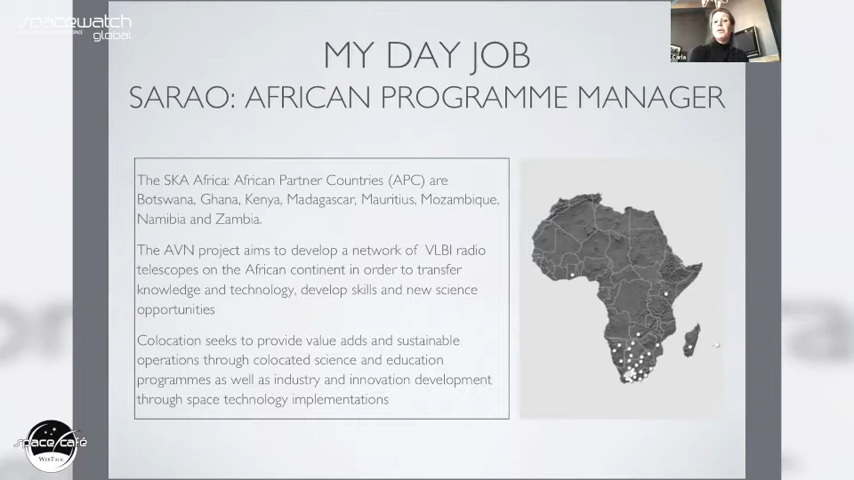 spacewatch
global.
MY DAY JOB
SARAO: AFRICAN PROGRAMME MANAGER
Carla
The SKA Africa: African Partner Countries (APC) are
Botswana, Ghana, Kenya, Madagascar, Mauritius, Mozambique,
Namibia and Zambia.
The AVN project aims to develop a network of VLBI radio
telescopes on the African continent in order to transfer
knowledge and technology, develop skills and new science
opportunities
Colocation seeks to provide value adds and sustainable
operations through colocated science and education
programmes as well as industry and innovation development
through space technology implementations
space/café
WebTalk